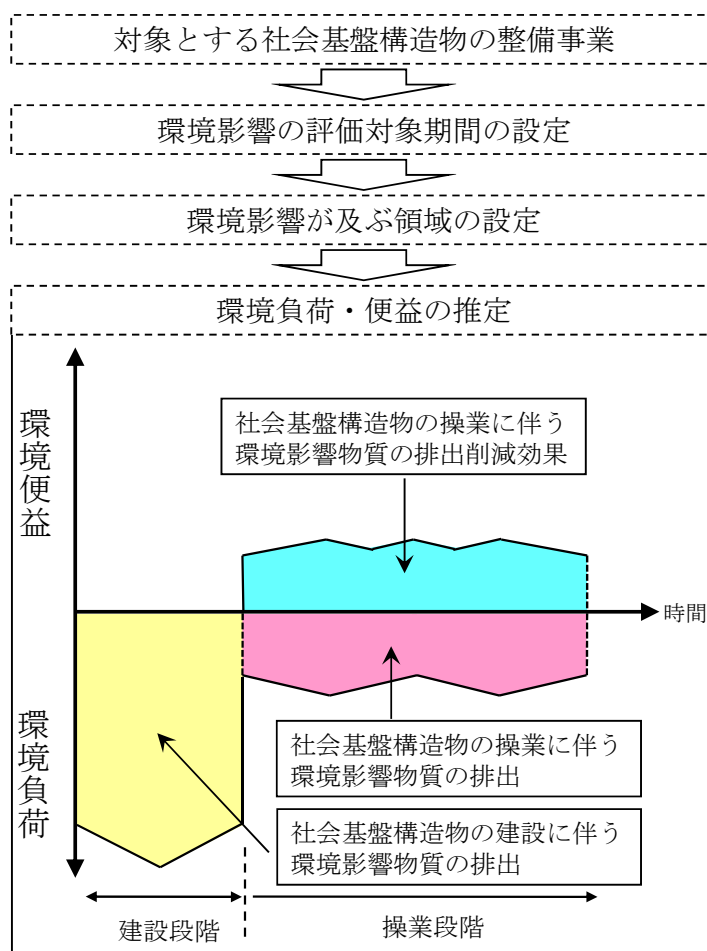 対象とする社会基盤構造物の整備事業
環境影響の評価対象期間の設定
環境影響が及ぶ領域の設定
環境負荷・便益の推定
環境便益
社会基盤構造物の操業に伴う
環境影響物質の排出削減効果
時間
環境負荷
社会基盤構造物の操業に伴う
環境影響物質の排出
社会基盤構造物の建設に伴う
環境影響物質の排出
建設段階
操業段階